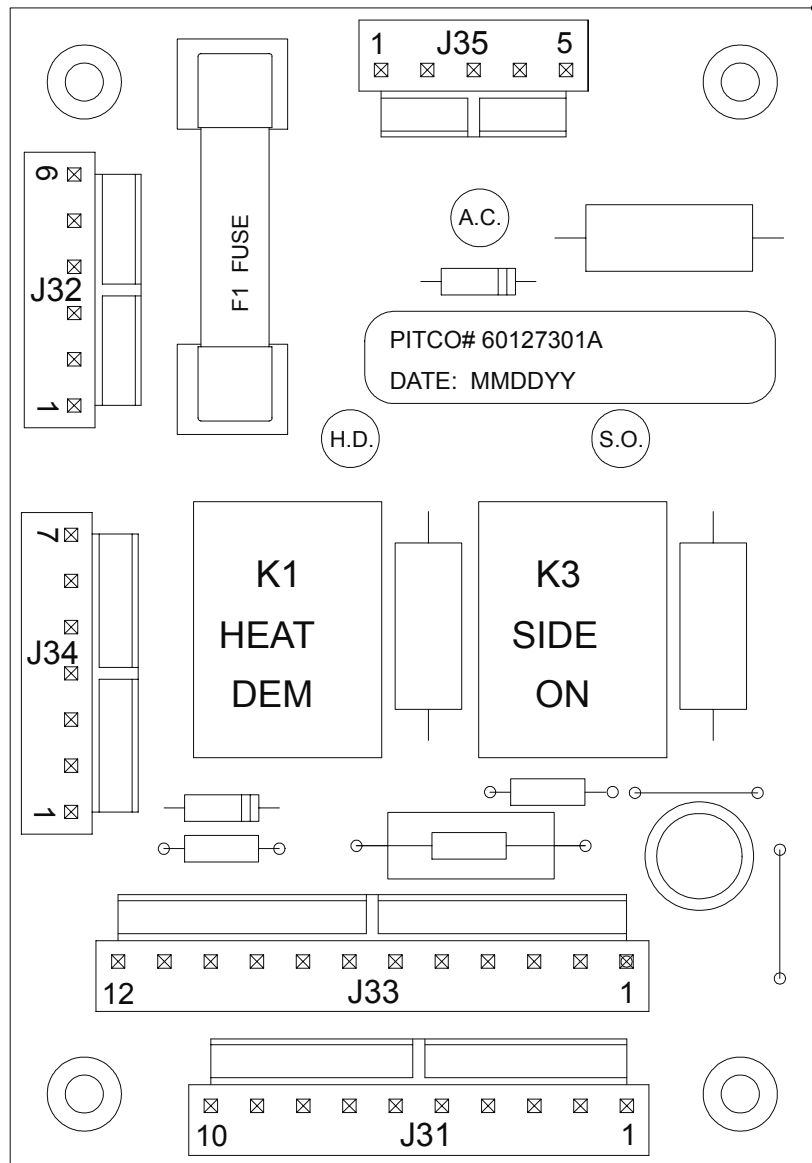 1 J35 5
A.C.
6
J32
1
F1 FUSE
PITCO# 60127301A
DATE: MMDDYY
H.D.
S.O.
7
J34
1
K1
HEAT
DEM
K3
SIDE
ON
12 J33 1
10 J31 1